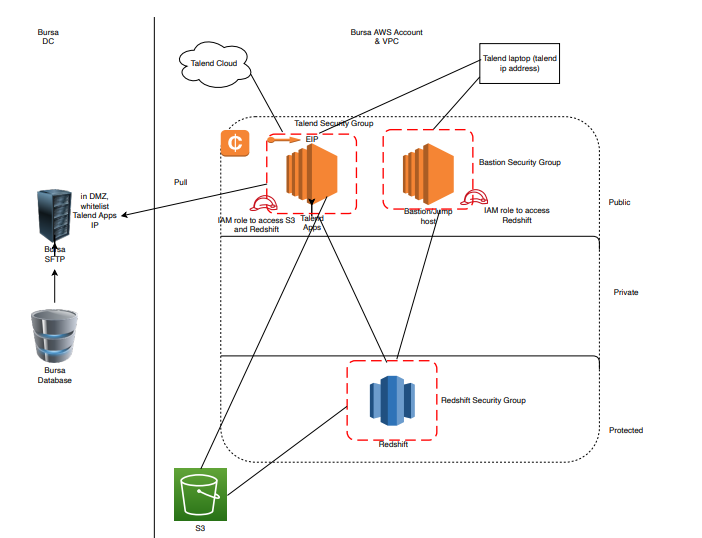 Bursa
DC
Bursa AWS Account
& VPC
Talend Cloud
Talend laptop (talend
ip address)
Talend Security Group
EIP
Bastion Security Group
Pull
in DMZ,
whitelist
Talend Apps
IP
IAM role to access S3
and Redshift
Talend
Apps
Bastion/Jump
host
IAM role to access
Redshift
Public
Bursa
SFTP
Private
Bursa
Database
Redshift Security Group
Redshift
Protected
S3